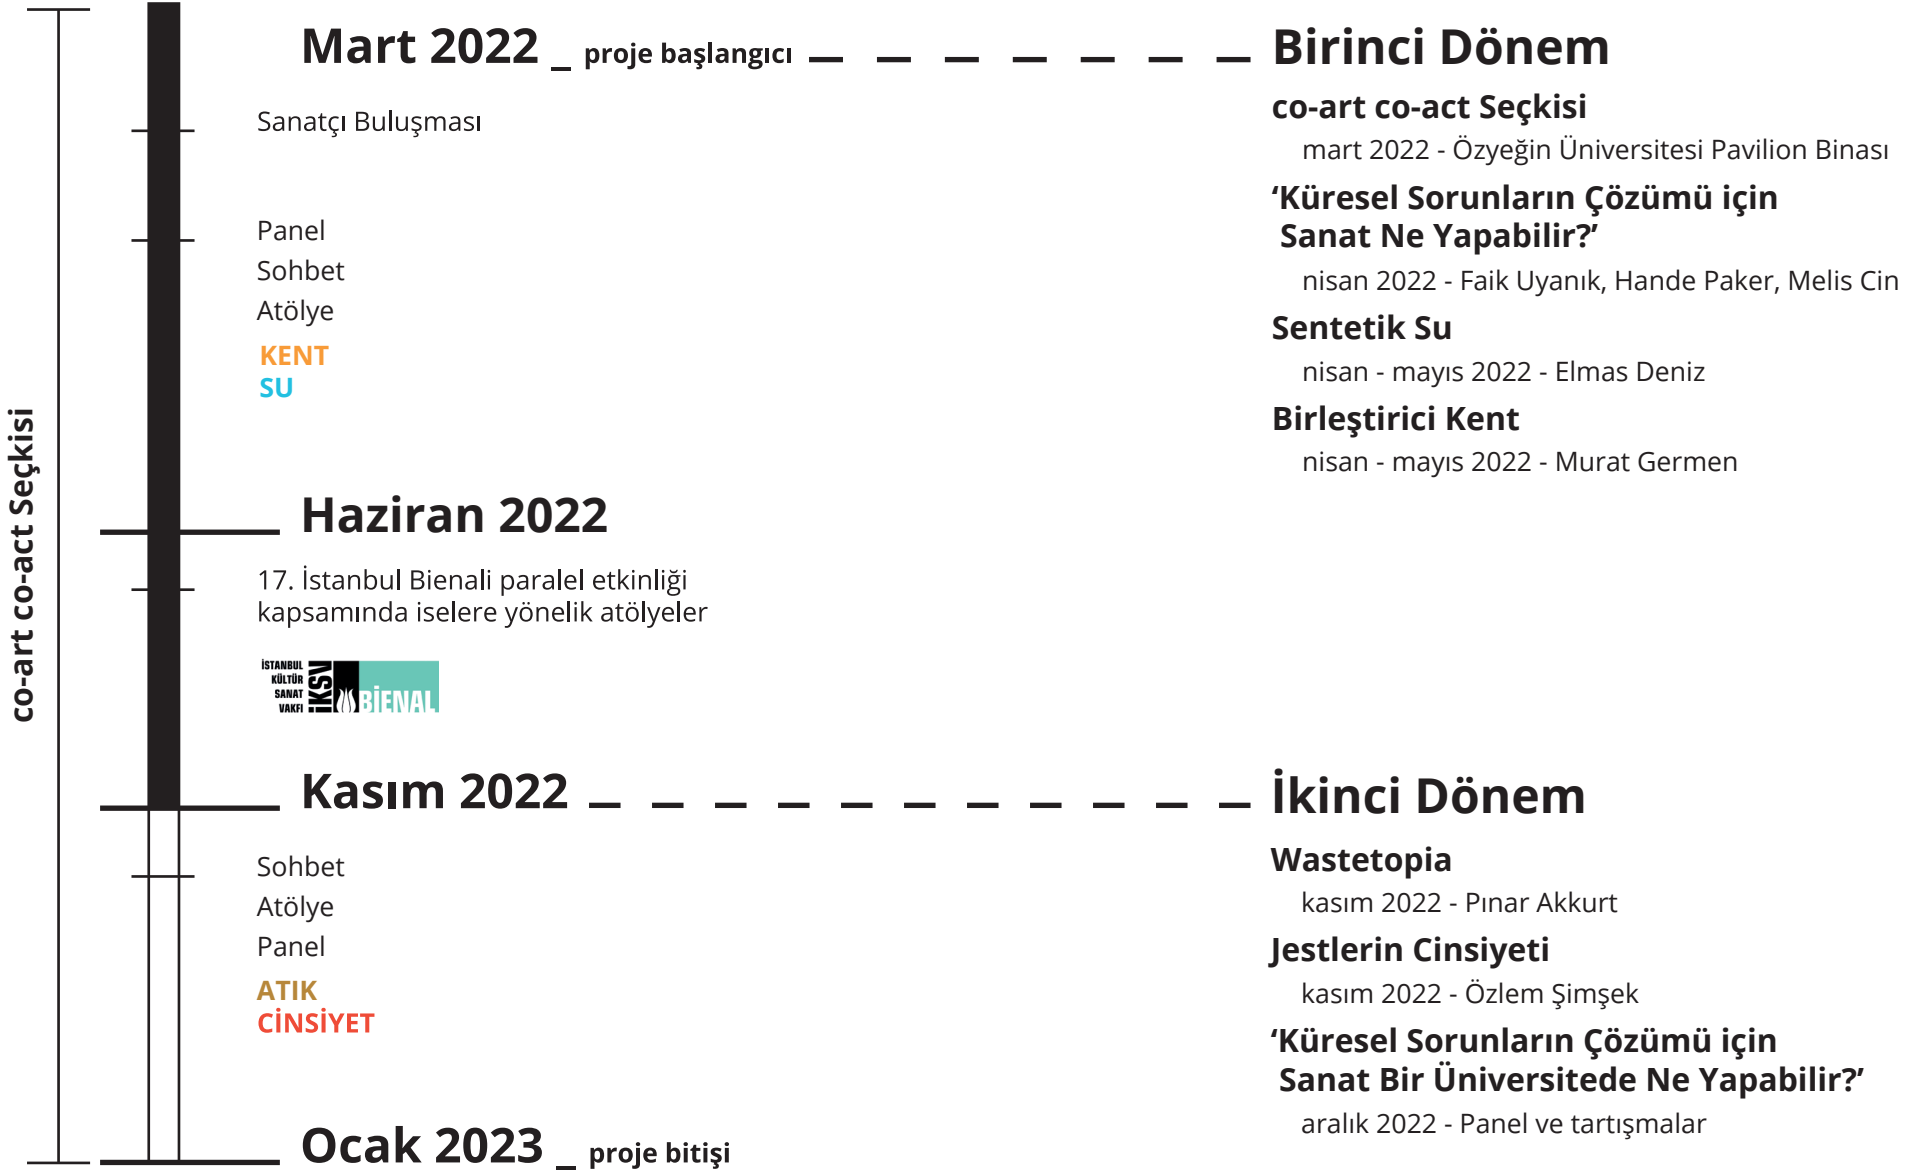 co-art co-act Seçkisi
Mart 2022 _ proje başlangıcı
Sanatçı Buluşması
Panel
Sohbet
Atölye
KENT
SU
Birinci Dönem
co-art co-act Seçkisi
mart 2022 - Özyeğin Üniversitesi Pavilion Binası
‘Küresel Sorunların Çözümü için
Sanat Ne Yapabilir?’
nisan 2022 - Faik Uyanık, Hande Paker, Melis Cin
Sentetik Su
nisan - mayıs 2022 - Elmas Deniz
Birleştirici Kent
nisan - mayıs 2022 - Murat Germen
Haziran 2022
17. İstanbul Bienali paralel etkinliği
kapsamında iselere yönelik atölyeler
İSTANBUL
KÜLTÜR
SANAT
VAKFI
İKSV
BİENAL
Kasım 2022
Sohbet
Atölye
Panel
ATIK
CİNSİYET
İkinci Dönem
Wastetopia
kasım 2022 - Pınar Akkurt
Jestlerin Cinsiyeti
kasım 2022 - Özlem Şimşek
‘Küresel Sorunların Çözümü için
Sanat Bir Üniversitede Ne Yapabilir?’
aralık 2022 - Panel ve tartışmalar
Ocak 2023 _ proje bitişi